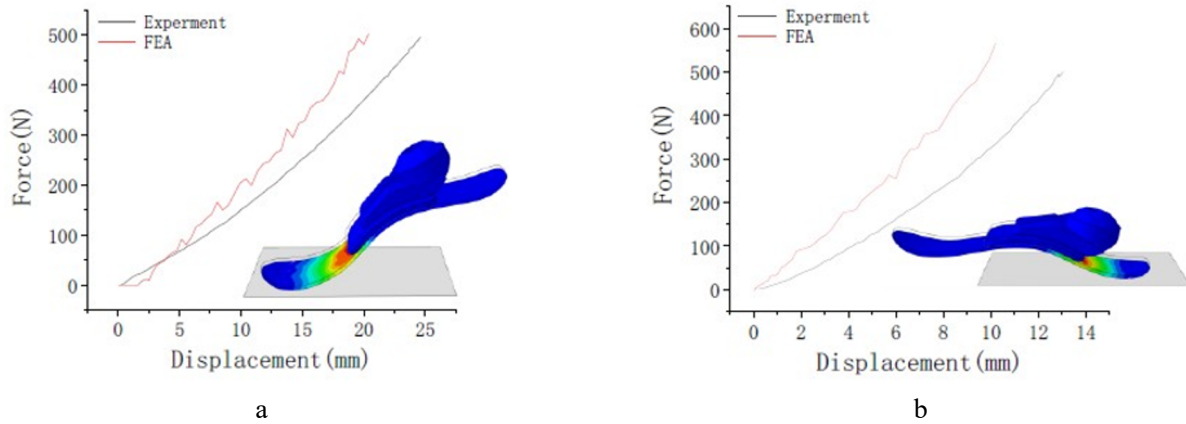 Experment
FEA
500
400
300
200
100
0
Force(N)
0 5 10 15 20 25
Displacement(mm)
a
Experment
FEA
600
500
400
300
200
100
0
Force(N)
0 2 4 6 8 10 12 14
Displacement(mm)
b